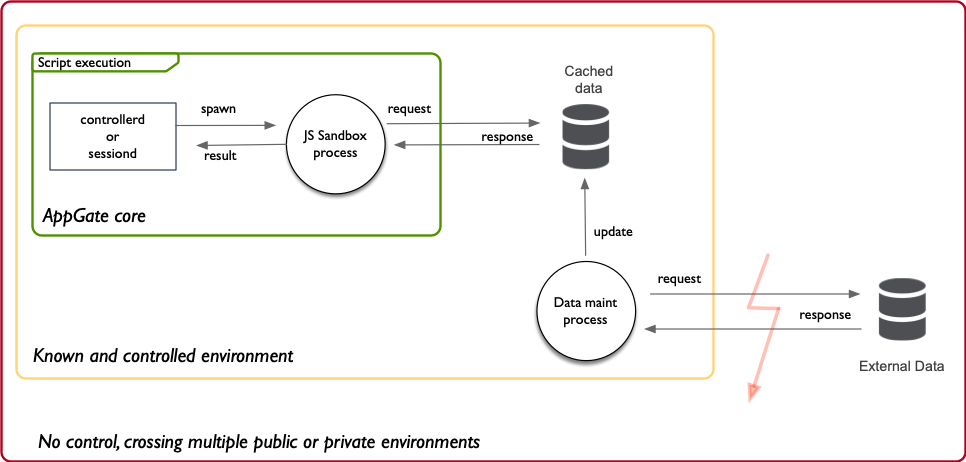 Script execution
controllerd
or
sessiond
spawn
result
JS Sandbox
process
request
response
Cached
data
AppGate core
update
Data maint
process
request
response
External Data
Known and controlled environment
No control, crossing multiple public or private environments